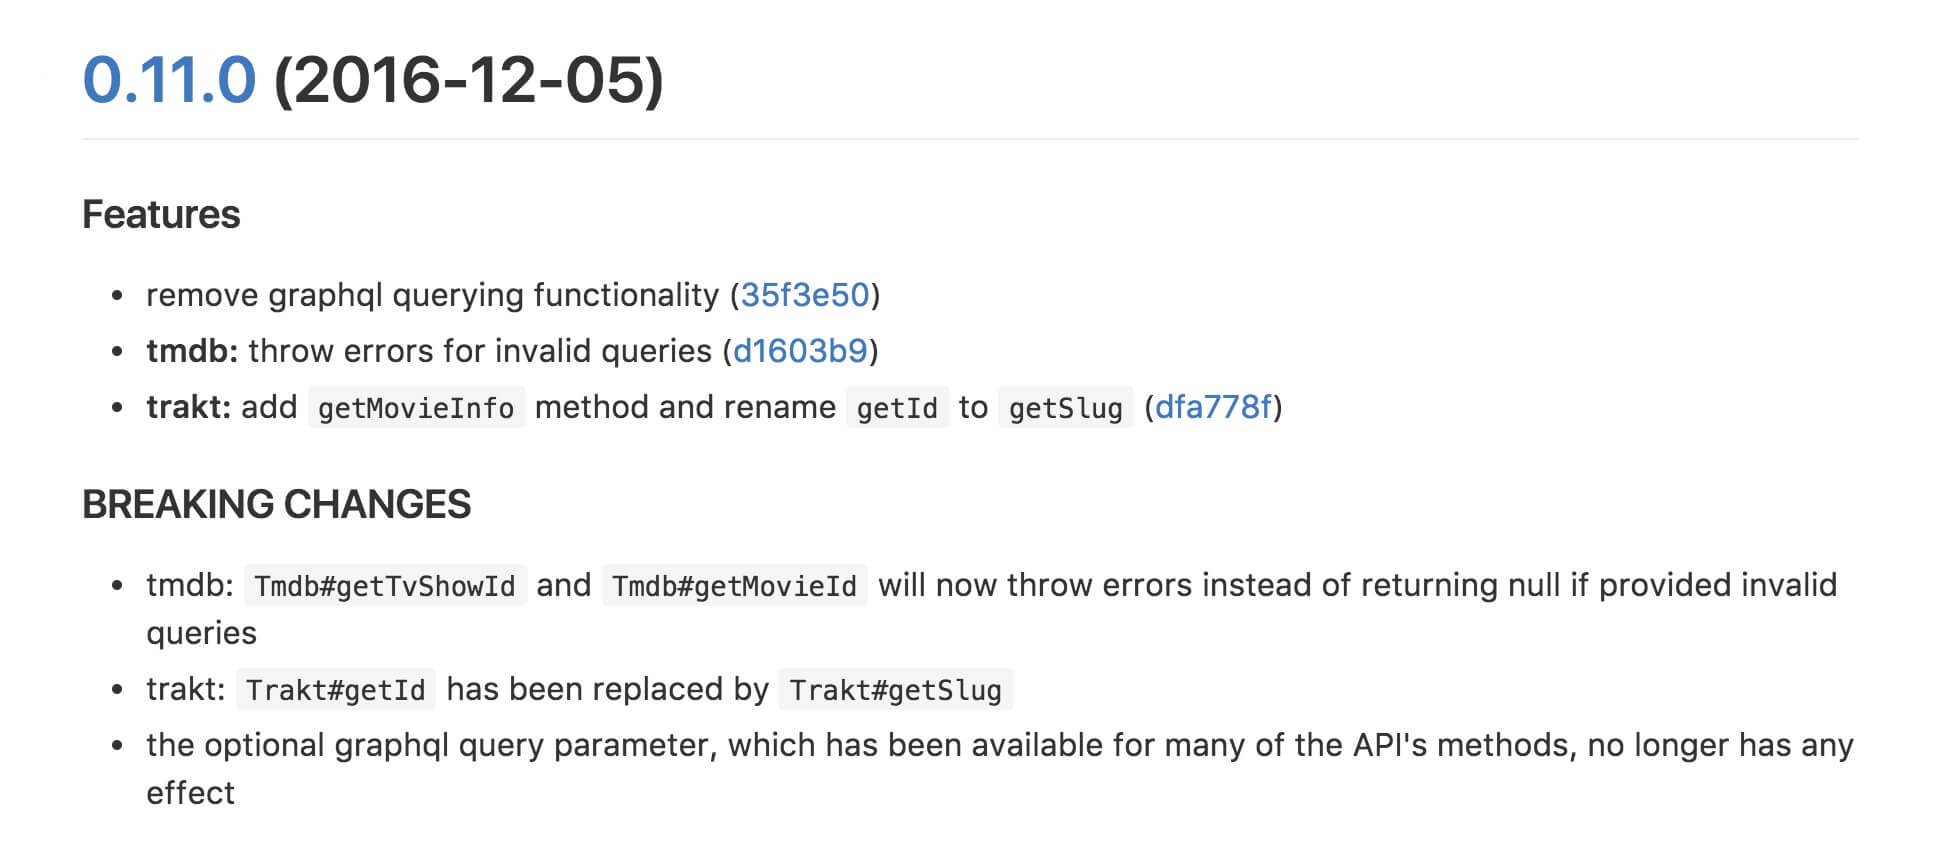 0.11.0 (2016-12-05)
Features
• remove graphql querying functionality (35f3e50)
• tmdb: throw errors for invalid queries (d1603b9)
• trakt: add getMovieInfo method and rename getId to getSlug (dfa778f)
BREAKING CHANGES
• tmdb: Tmdb#getTvShowId and Tmdb#getMovieId will now throw errors instead of returning null if provided invalid
queries
• trakt: Trakt#getId has been replaced by Trakt#getSlug
• the optional graphql query parameter, which has been available for many of the API's methods, no longer has any
effect